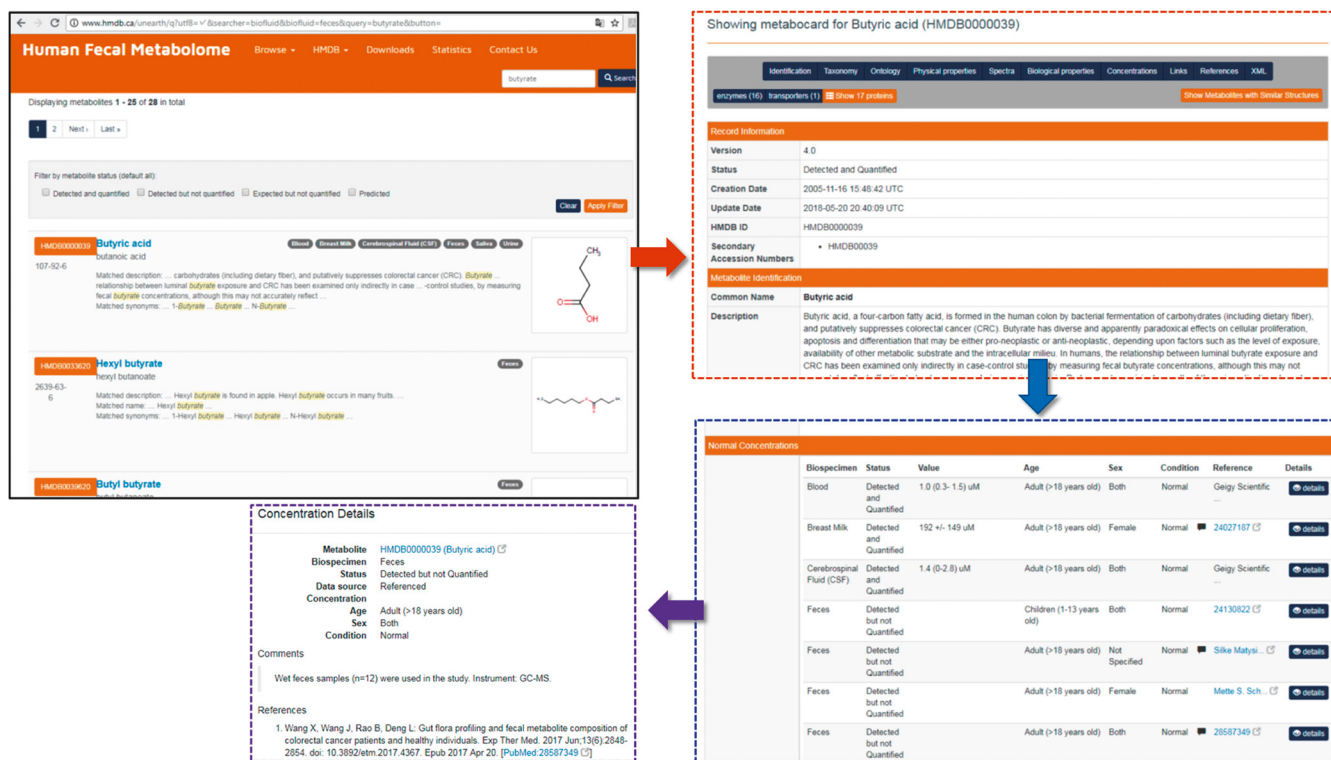 www.hmdb.ca/unearth/q?utf8=✓&searcher=biofluid&biofluid=feces&query=butyrate&button=
Human Fecal Metabolome Browse HMDB Downloads Statistics Contact Us
butyrate Search
Displaying metabolites 1 - 25 of 28 in total
1 2 Next › Last »
Filter by metabolite status (default all):
Detected and quantified Detected but not quantified Expected but not quantified Predicted
Clear Apply Filter
HMDB0000039 Butyric acid Blood Breast Milk Cerebrospinal Fluid (CSF) Feces Saliva Urine
butanoic acid
107-92-6
Matched description: ... carbohydrates (including dietary fiber), and putatively suppresses colorectal cancer (CRC). Butyrate ...
relationship between luminal butyrate exposure and CRC has been examined only indirectly in case ... -control studies, by measuring
fecal butyrate concentrations, although this may not accurately reflect ...
Matched synonyms: ... 1-Butyrate ... Butyrate ... N-Butyrate ...
CH3
O
OH
HMDB0033620 Hexyl butyrate Feces
hexyl butanoate
2639-63-
6
Matched description: ... Hexyl butyrate is found in apple. Hexyl butyrate occurs in many fruits. ...
Matched name: ... Hexyl butyrate ...
Matched synonyms: ... 1-Hexyl butyrate ... Hexyl butyrate ... N-Hexyl butyrate ...
HMDB0039620 Butyl butyrate Feces
Showing metabocard for Butyric acid (HMDB0000039)
Identification Taxonomy Ontology Physical properties Spectra Biological properties Concentrations Links References XML
enzymes (16) transporters (1) Show 17 proteins Show Metabolites with Similar Structures
Record Information
Version 4.0
Status Detected and Quantified
Creation Date 2005-11-16 15:48:42 UTC
Update Date 2018-05-20 20:40:09 UTC
HMDB ID HMDB0000039
Secondary • HMDB00039
Accession Numbers
Metabolite Identification
Common Name Butyric acid
Description Butyric acid, a four-carbon fatty acid, is formed in the human colon by bacterial fermentation of carbohydrates (including dietary fiber),
and putatively suppresses colorectal cancer (CRC). Butyrate has diverse and apparently paradoxical effects on cellular proliferation,
apoptosis and differentiation that may be either pro-neoplastic or anti-neoplastic, depending upon factors such as the level of exposure,
availability of other metabolic substrate and the intracellular milieu. In humans, the relationship between luminal butyrate exposure and
CRC has been examined only indirectly in case-control by measuring fecal butyrate concentrations, although this may not
Normal Concentrations
Biospecimen Status Value Age Sex Condition Reference Details
Blood Detected and Quantified 1.0 (0.3- 1.5) uM Adult (>18 years old) Both Normal Geigy Scientific ... details
Breast Milk Detected and Quantified 192 +/- 149 uM Adult (>18 years old) Female Normal 24027187 details
Cerebrospinal Fluid (CSF) Detected and Quantified 1.4 (0-2.8) uM Adult (>18 years old) Both Normal Geigy Scientific ... details
Feces Detected but not Quantified Children (1-13 years old) Both Normal 24130822 details
Feces Detected but not Quantified Adult (>18 years old) Not Specified Normal Silke Matysi... details
Feces Detected but not Quantified Adult (>18 years old) Female Normal Mette S. Sch... details
Feces Detected but not Quantified Adult (>18 years old) Both Normal 28587349 details
Concentration Details
Metabolite HMDB0000039 (Butyric acid)
Biospecimen Feces
Status Detected but not Quantified
Data source Referenced
Concentration
Age Adult (>18 years old)
Sex Both
Condition Normal
Comments
Wet feces samples (n=12) were used in the study. Instrument: GC-MS.
References
1. Wang X, Wang J, Rao B, Deng L: Gut flora profiling and fecal metabolite composition of
colorectal cancer patients and healthy individuals. Exp Ther Med. 2017 Jun;13(6):2848-
2854. doi: 10.3892/etm.2017.4367. Epub 2017 Apr 20. [PubMed:28587349]